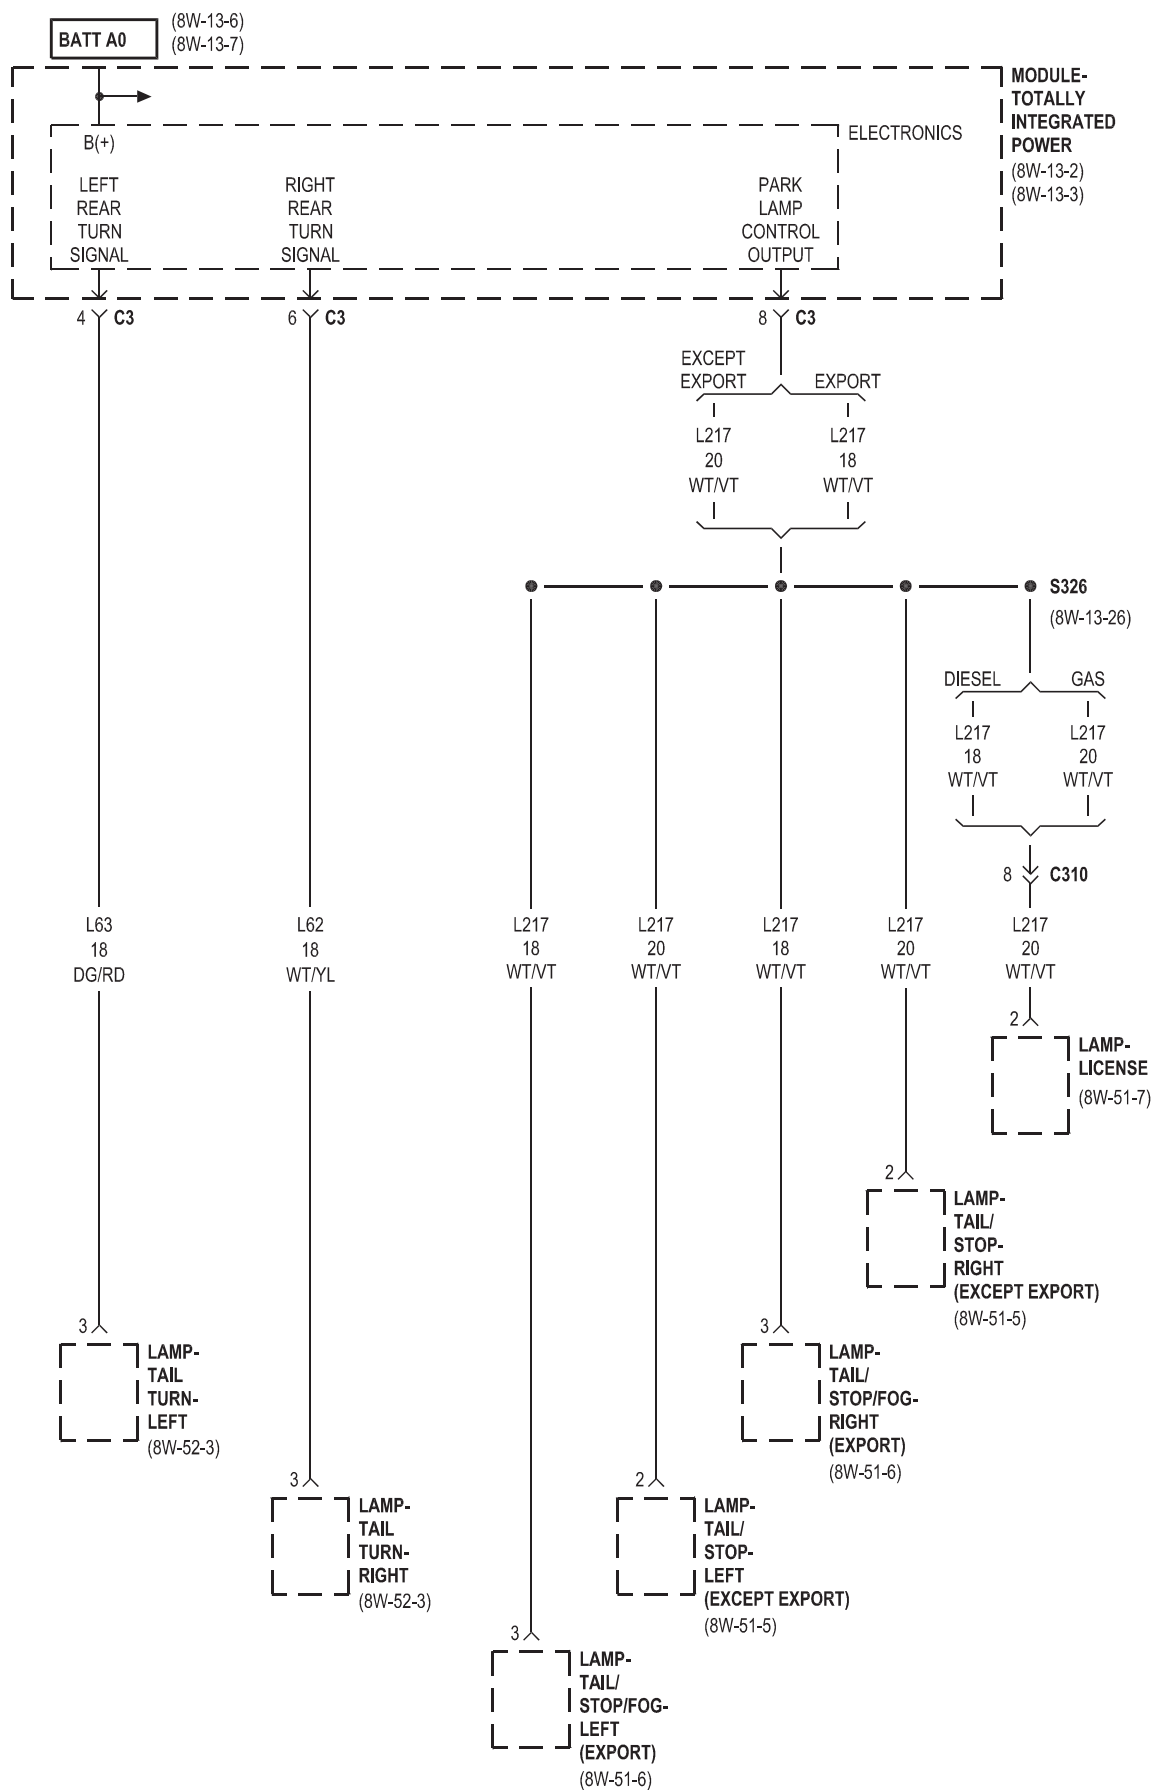 (8W-13-6)
BATT A0
(8W-13-7)
MODULE-
TOTALLY
INTEGRATED
POWER
(8W-13-2)
(8W-13-3)
ELECTRONICS
B(+)
LEFT
REAR
TURN
SIGNAL
RIGHT
REAR
TURN
SIGNAL
PARK
LAMP
CONTROL
OUTPUT
4 C3
6 C3
8 C3
EXCEPT
EXPORT
EXPORT
L217
20
WT/VT
L217
18
WT/VT
S326
(8W-13-26)
DIESEL
GAS
L217
18
WT/VT
L217
20
WT/VT
8 C310
L63
18
DG/RD
L62
18
WT/YL
L217
18
WT/VT
L217
20
WT/VT
L217
18
WT/VT
L217
20
WT/VT
L217
20
WT/VT
2
LAMP-
LICENSE
(8W-51-7)
2
LAMP-
TAIL/
STOP-
RIGHT
(EXCEPT EXPORT)
(8W-51-5)
3
LAMP-
TAIL
TURN-
LEFT
(8W-52-3)
3
LAMP-
TAIL/
STOP/FOG-
RIGHT
(EXPORT)
(8W-51-6)
3
LAMP-
TAIL
TURN-
RIGHT
(8W-52-3)
2
LAMP-
TAIL/
STOP-
LEFT
(EXCEPT EXPORT)
(8W-51-5)
3
LAMP-
TAIL/
STOP/FOG-
LEFT
(EXPORT)
(8W-51-6)